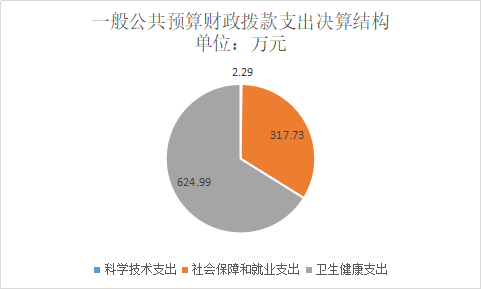 一般公共预算财政拨款支出决算结构
单位：万元
2.29
317.73
624.99
科学技术支出 社会保障和就业支出 卫生健康支出